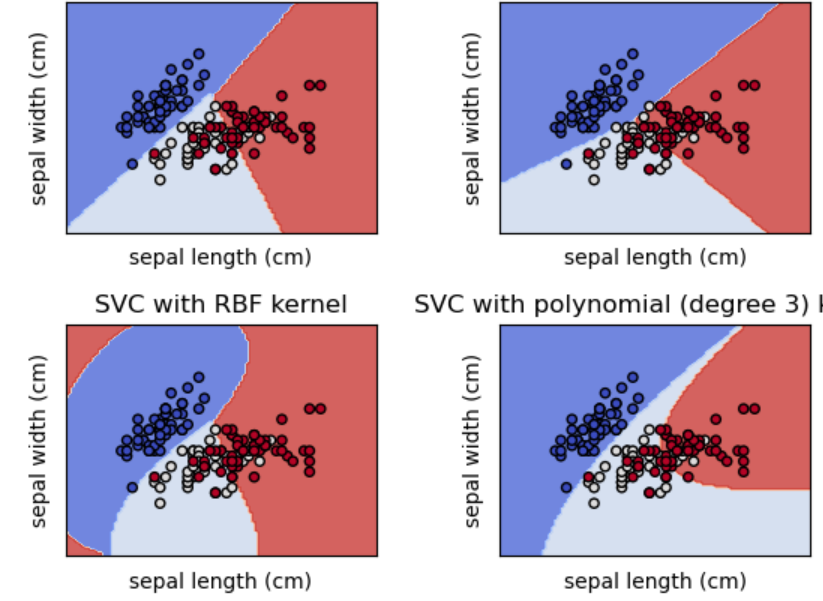 sepal width (cm)
sepal width (cm)
sepal length (cm)
sepal length (cm)
SVC with RBF kernel
SVC with polynomial (degree 3)
sepal width (cm)
sepal width (cm)
sepal length (cm)
sepal length (cm)